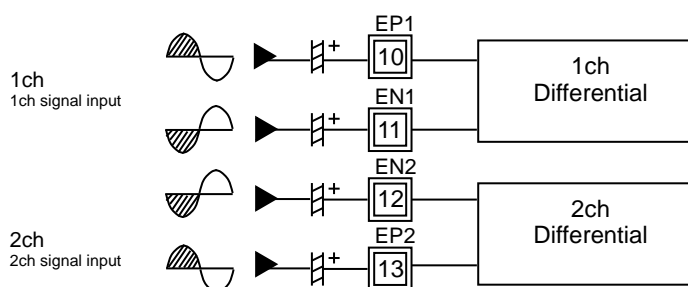 EP1
10
+
1ch
1ch signal input
1ch
Differential
EN1
11
+
EN2
12
+
2ch
2ch signal input
2ch
Differential
EP2
13
+